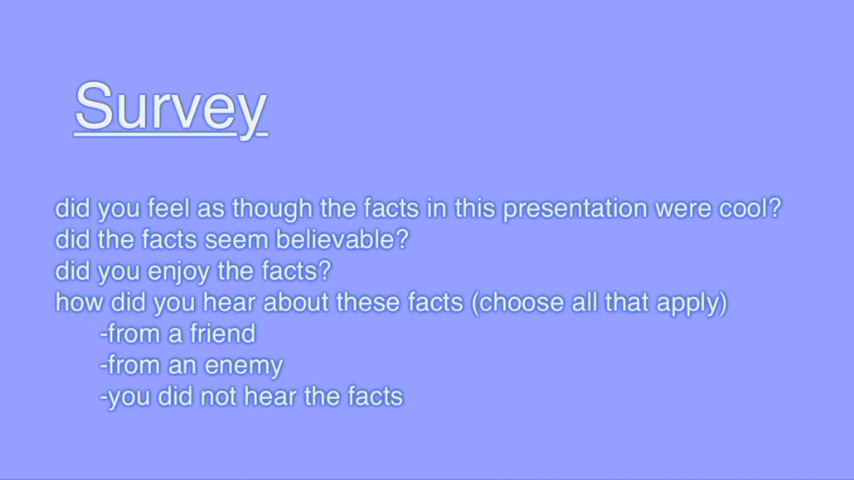 Survey
did you feel as though the facts in this presentation were cool?
did the facts seem believable?
did you enjoy the facts?
how did you hear about these facts (choose all that apply)
-from a friend
-from an enemy
-you did not hear the facts